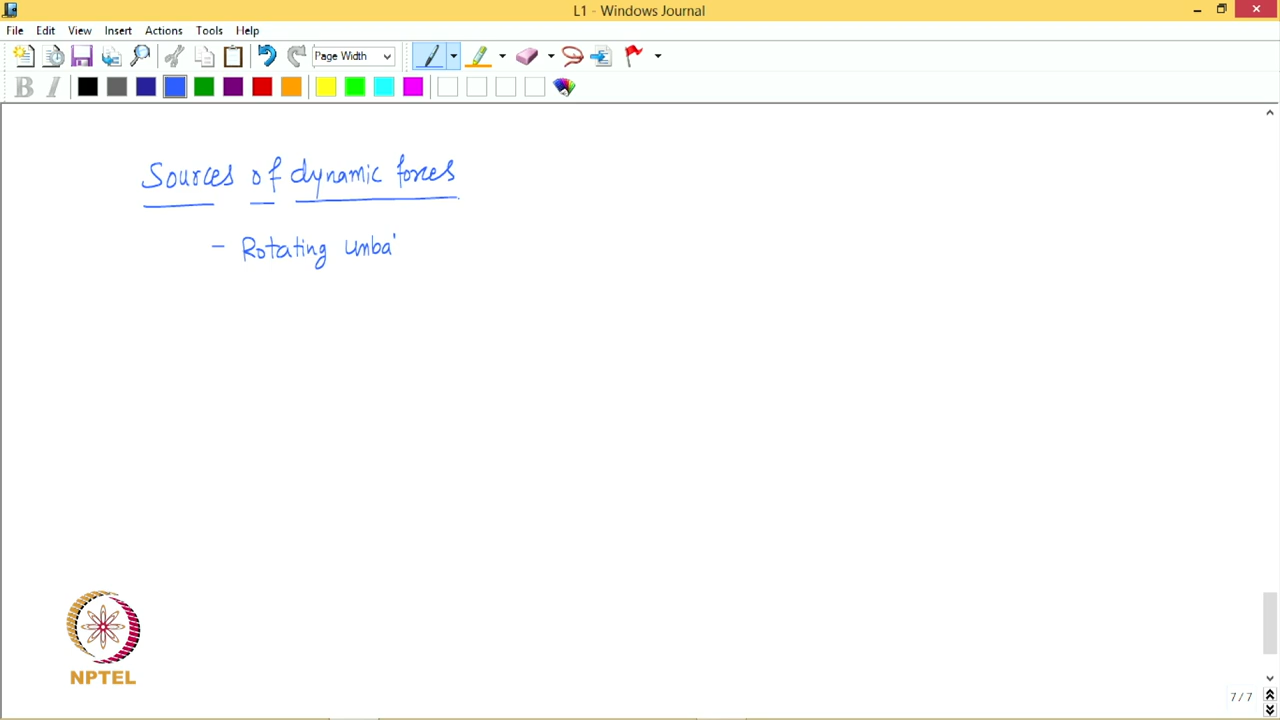 L1 - Windows Journal
File Edit View Insert Actions Tools Help
Page Width
B I
Sources of dynamic forces
- Rotating unba
NPTEL
7 / 7